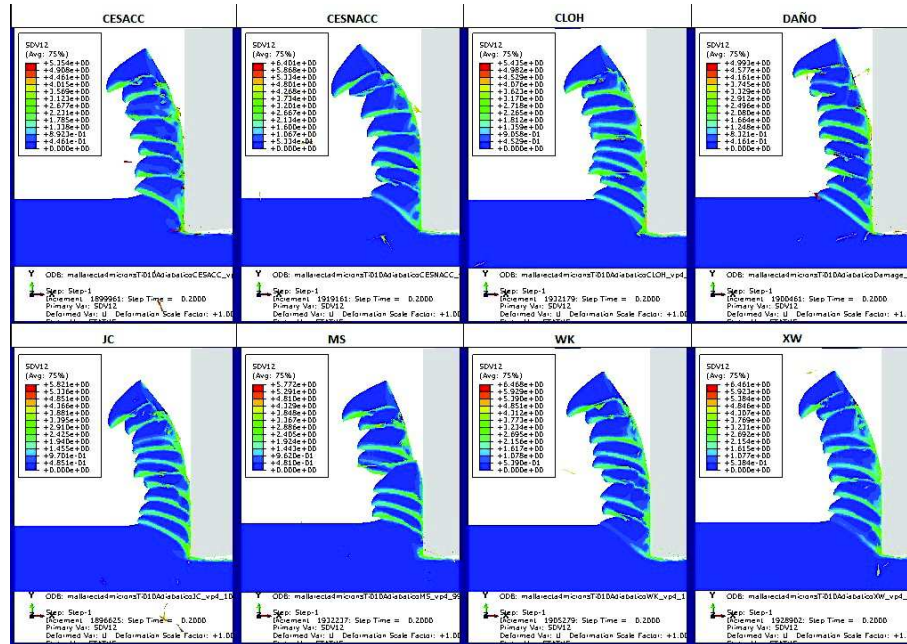 CESACC
SDV12
(Avg: 75%)
+5.354e+00
+4.908e+00
+4.461e+00
+4.015e+00
+3.569e+00
+3.123e+00
+2.677e+00
+2.231e+00
+1.785e+00
+1.338e+00
+8.923e-01
+4.461e-01
+0.000e+00
Y
ODB: mallarecta4micronsTi010AdiabaticoCESACC_vp
Step: Step-1
Z X
Increment 1899961: Step Time = 0.2000
Primary Var: SDV12
Deformed Var: U Deformation Scale Factor: +1.00
CESNACC
SDV12
(Avg: 75%)
+6.401e+00
+5.868e+00
+5.334e+00
+4.801e+00
+4.268e+00
+3.734e+00
+3.201e+00
+2.667e+00
+2.134e+00
+1.600e+00
+1.067e+00
+5.334e-01
+0.000e+00
Y
ODB: mallarecta4micronsTi010AdiabaticoCESNACC_
Step: Step-1
Z X
Increment 1919161: Step Time = 0.2000
Primary Var: SDV12
Deformed Var: U Deformation Scale Factor: +1.00
CLOH
SDV12
(Avg: 75%)
+5.435e+00
+4.982e+00
+4.529e+00
+4.076e+00
+3.623e+00
+3.170e+00
+2.718e+00
+2.265e+00
+1.812e+00
+1.359e+00
+9.058e-01
+4.529e-01
+0.000e+00
Y
ODB: mallarecta4micronsTi010AdiabaticoCLOH_vp4_
Step: Step-1
Z X
Increment 1932179: Step Time = 0.2000
Primary Var: SDV12
Deformed Var: U Deformation Scale Factor: +1.00
DAÑO
SDV12
(Avg: 75%)
+4.993e+00
+4.577e+00
+4.161e+00
+3.745e+00
+3.329e+00
+2.912e+00
+2.496e+00
+2.080e+00
+1.664e+00
+1.248e+00
+8.321e-01
+4.161e-01
+0.000e+00
Y
ODB: mallarecta4micronsTi010AdiabaticoDamage_
Step: Step-1
Z X
Increment 1900461: Step Time = 0.2000
Primary Var: SDV12
Deformed Var: U Deformation Scale Factor: +1.00
JC
SDV12
(Avg: 75%)
+5.821e+00
+5.336e+00
+4.851e+00
+4.366e+00
+3.881e+00
+3.395e+00
+2.910e+00
+2.425e+00
+1.940e+00
+1.455e+00
+9.701e-01
+4.851e-01
+0.000e+00
Y
ODB: mallarecta4micronsTi010AdiabaticoJC_vp4_10
Step: Step-1
Z X
Increment 1896625: Step Time = 0.2000
Primary Var: SDV12
Deformed Var: U Deformation Scale Factor: +1.00
MS
SDV12
(Avg: 75%)
+5.772e+00
+5.291e+00
+4.810e+00
+4.329e+00
+3.848e+00
+3.367e+00
+2.886e+00
+2.405e+00
+1.924e+00
+1.443e+00
+9.620e-01
+4.810e-01
+0.000e+00
Y
ODB: mallarecta4micronsTi010AdiabaticoMS_vp4_99
Step: Step-1
Z X
Increment 1932237: Step Time = 0.2000
Primary Var: SDV12
Deformed Var: U Deformation Scale Factor: +1.00
WK
SDV12
(Avg: 75%)
+6.468e+00
+5.929e+00
+5.390e+00
+4.851e+00
+4.312e+00
+3.773e+00
+3.234e+00
+2.695e+00
+2.156e+00
+1.617e+00
+1.078e+00
+5.390e-01
+0.000e+00
Y
ODB: mallarecta4micronsTi010AdiabaticoWK_vp4_1
Step: Step-1
Z X
Increment 1905279: Step Time = 0.2000
Primary Var: SDV12
Deformed Var: U Deformation Scale Factor: +1.00
XW
SDV12
(Avg: 75%)
+6.461e+00
+5.923e+00
+5.384e+00
+4.846e+00
+4.307e+00
+3.769e+00
+3.231e+00
+2.692e+00
+2.154e+00
+1.615e+00
+1.077e+00
+5.384e-01
+0.000e+00
Y
ODB: mallarecta4micronsTi010AdiabaticoXW_vp4_
Step: Step-1
Z X
Increment 1928902: Step Time = 0.2000
Primary Var: SDV12
Deformed Var: U Deformation Scale Factor: +1.00